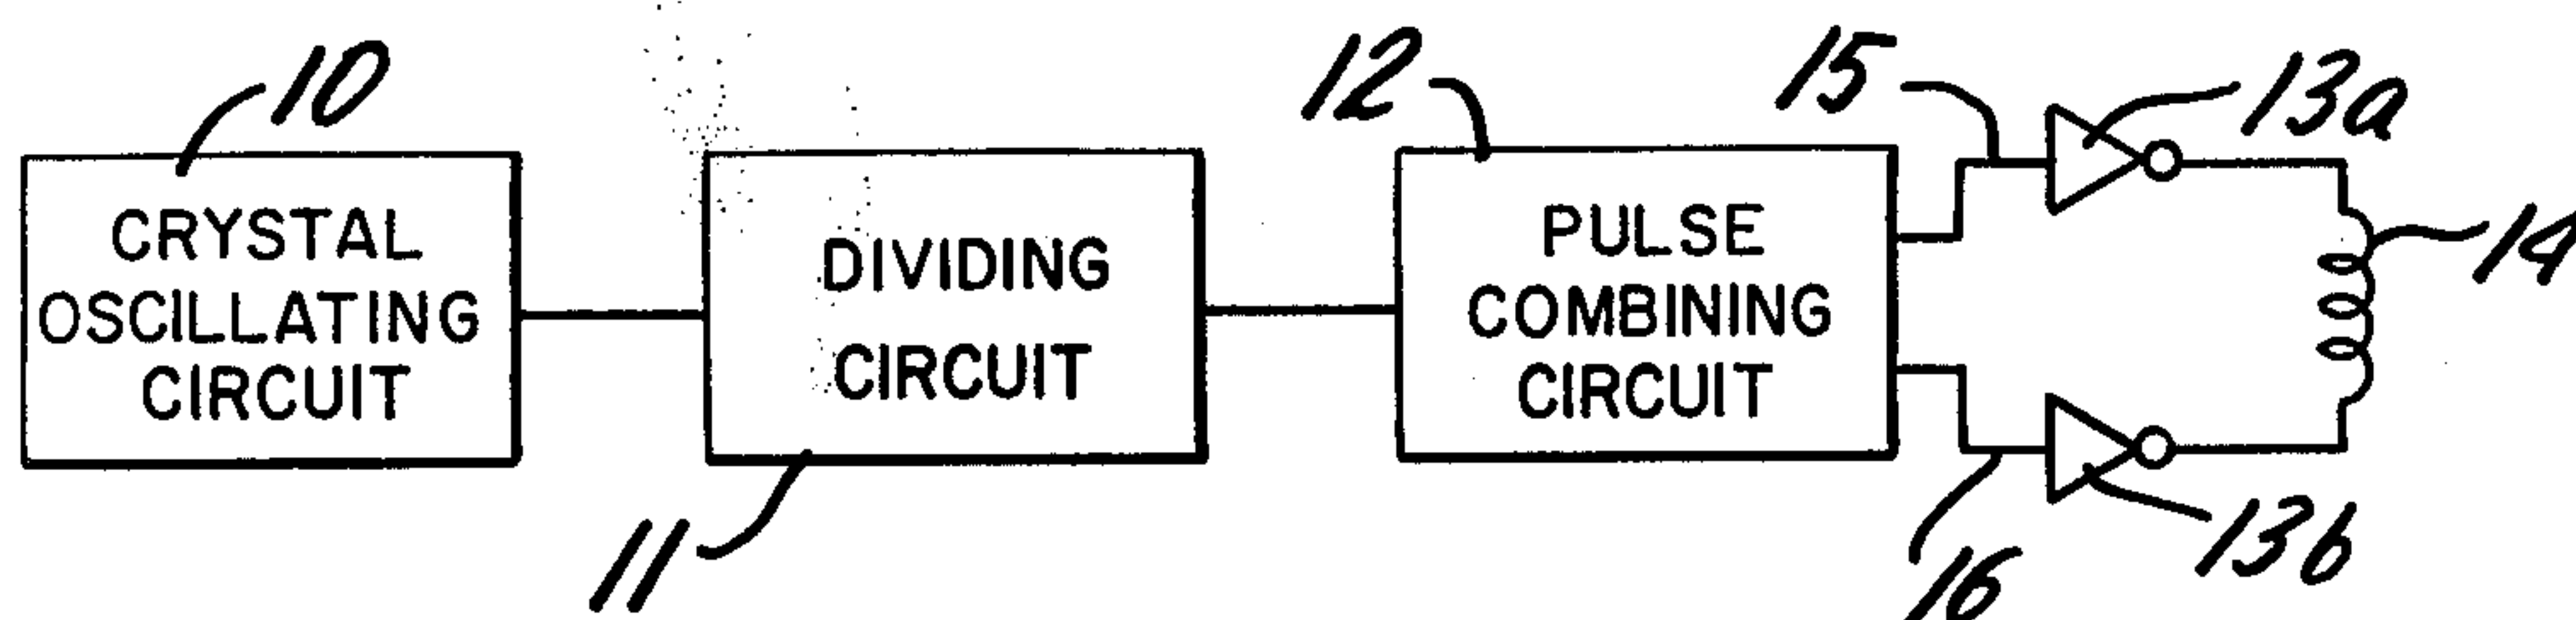 10
12
15
13a
CRYSTAL
OSCILLATING
CIRCUIT
DIVIDING
CIRCUIT
PULSE
COMBINING
CIRCUIT
14
11
16
13b